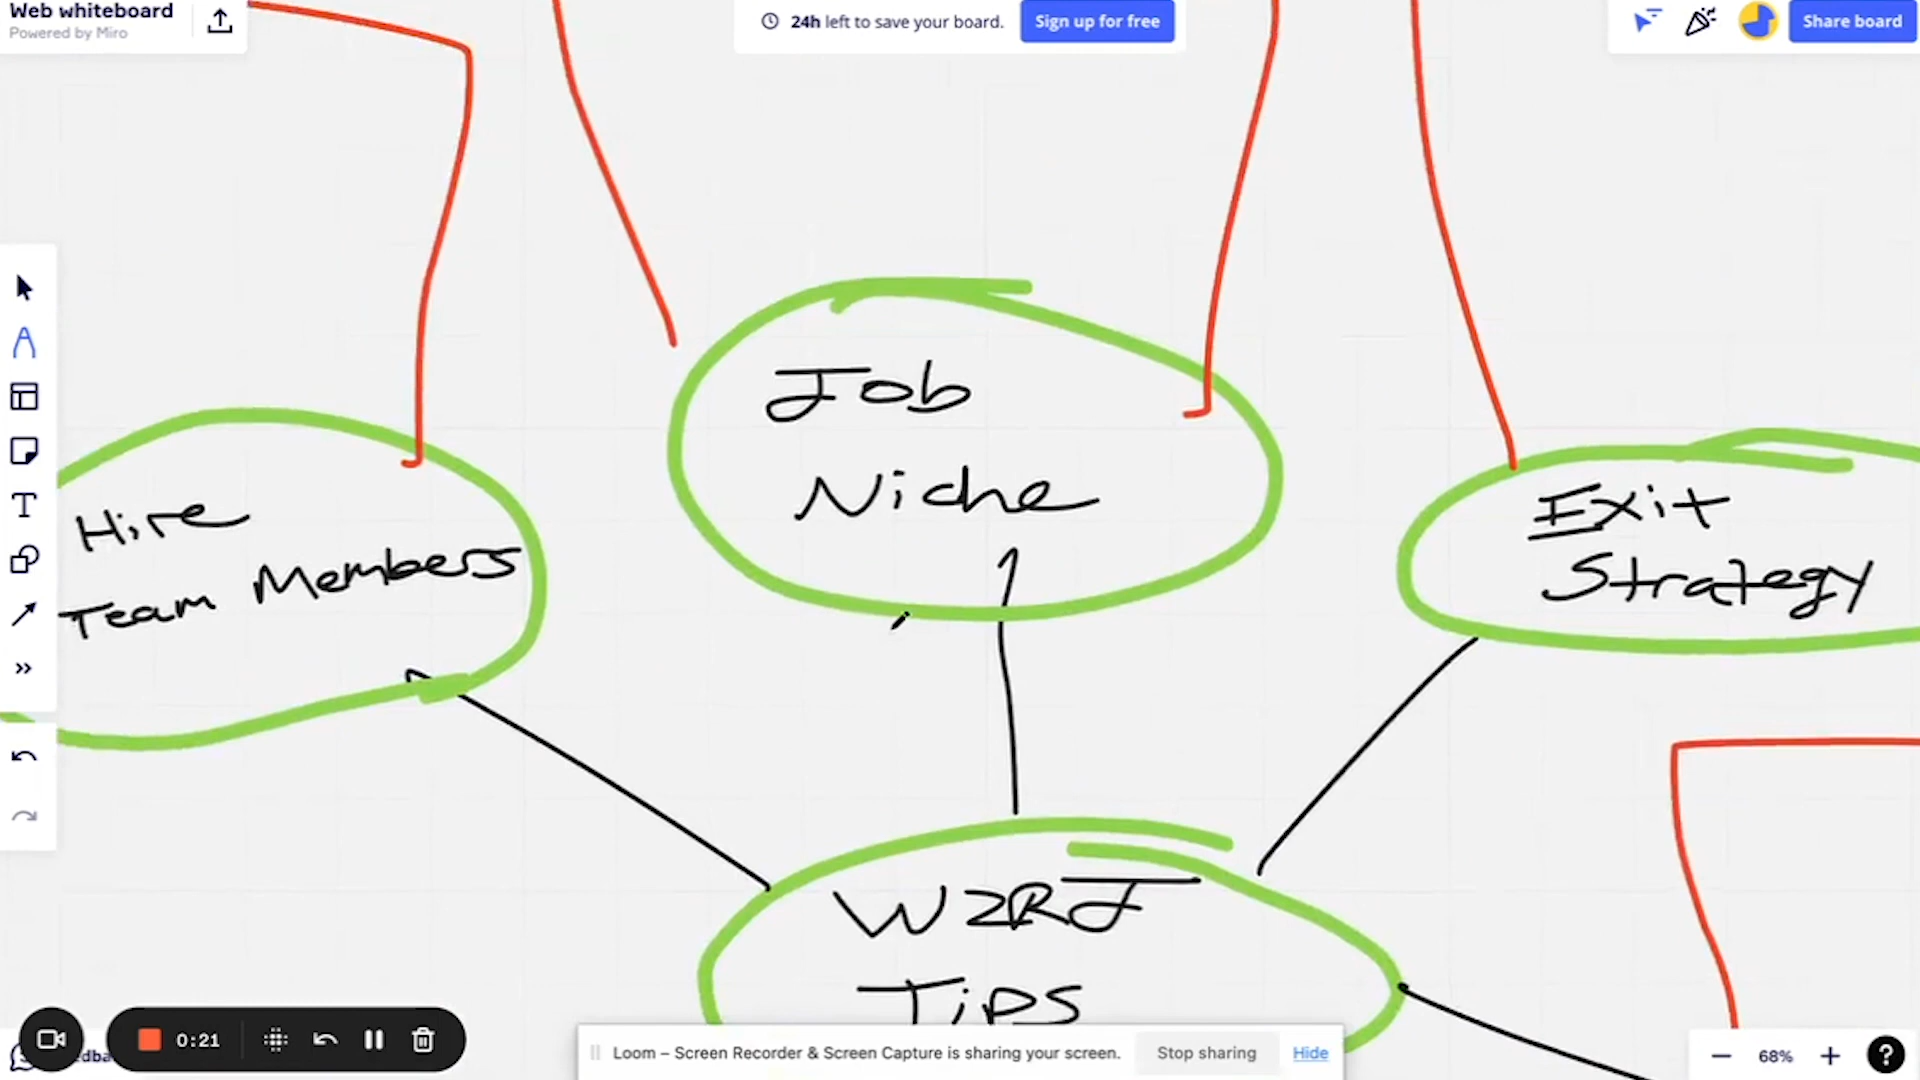 Web whiteboard
Powered by Miro
24h left to save your board.
Sign up for free
Share board
Job
Niche
Hire
Team Members
Exit
Strategy
WZRJ
Tips
0:21
Loom – Screen Recorder & Screen Capture is sharing your screen.
Stop sharing
Hide
68%